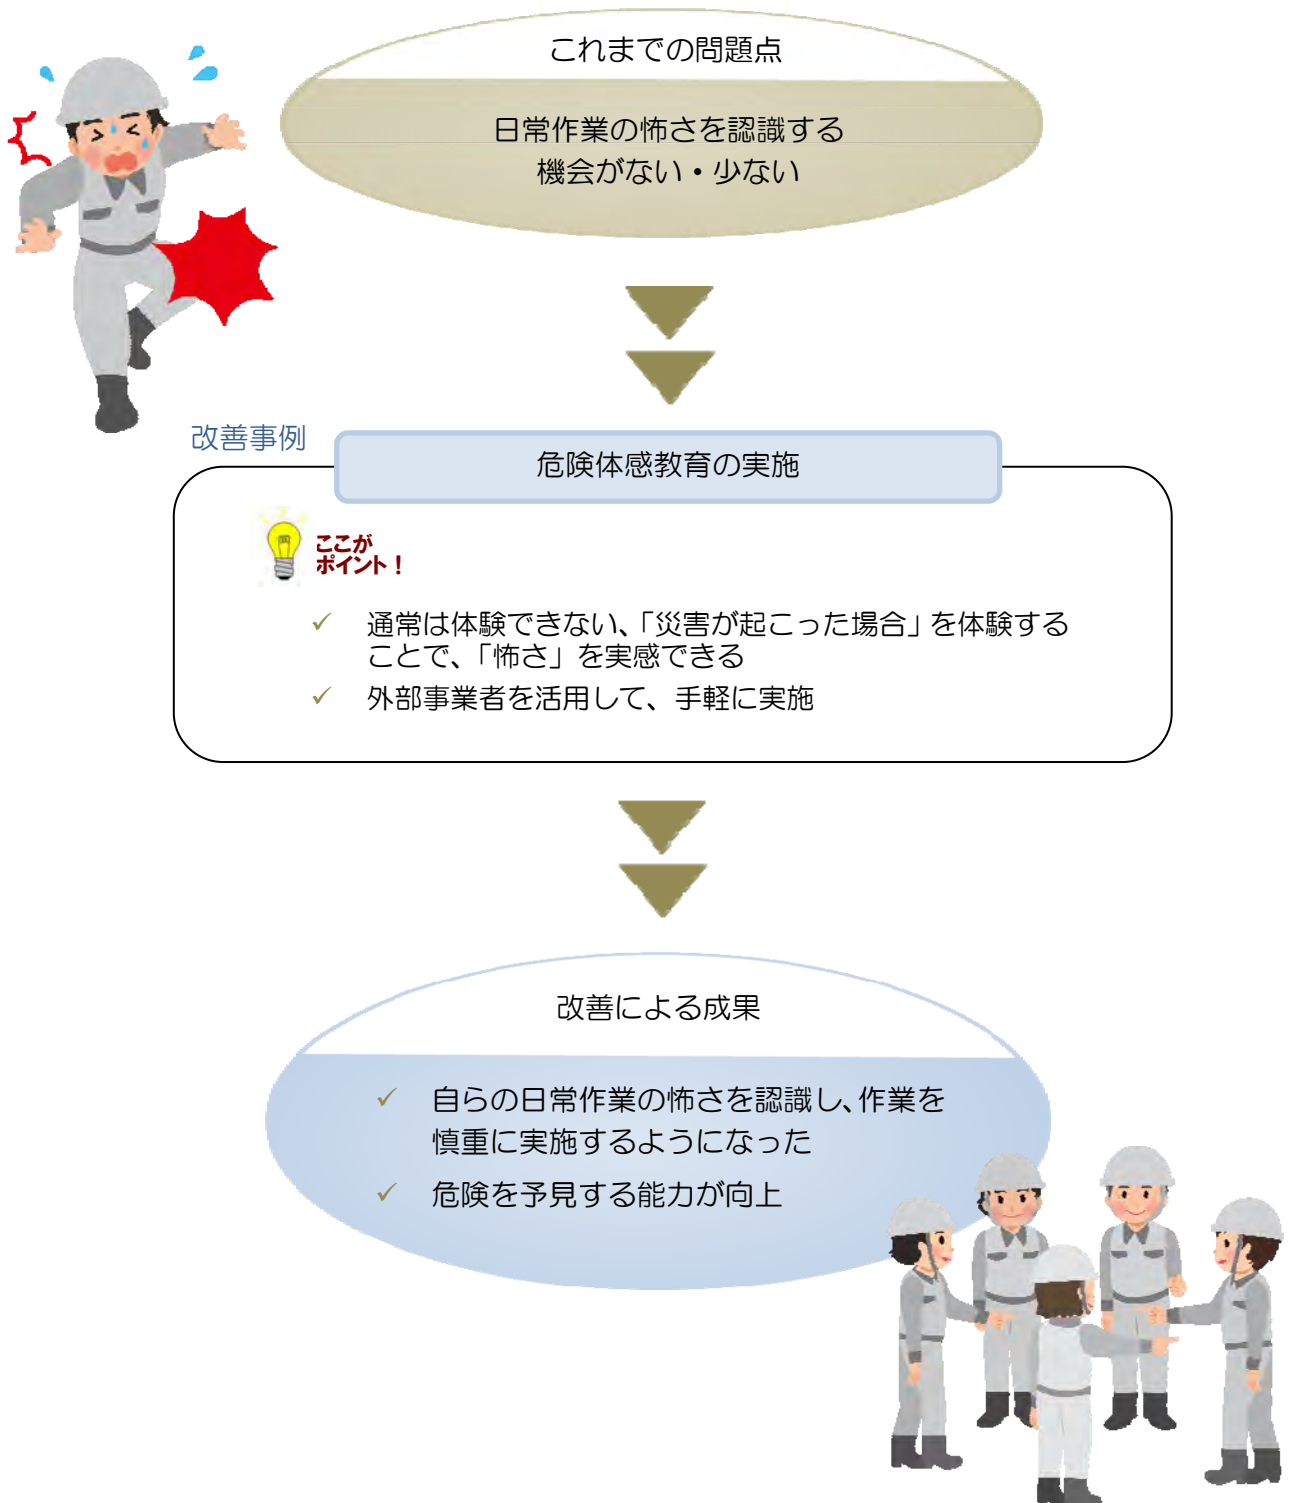 これまでの問題点
日常作業の怖さを認識する
機会がない・少ない
改善事例
危険体感教育の実施
ここが
ポイント！
✓ 通常は体験できない、「災害が起こった場合」を体験する
ことで、「怖さ」を実感できる
✓ 外部事業者を活用して、手軽に実施
改善による成果
✓ 自らの日常作業の怖さを認識し、作業を
慎重に実施するようになった
✓ 危険を予見する能力が向上